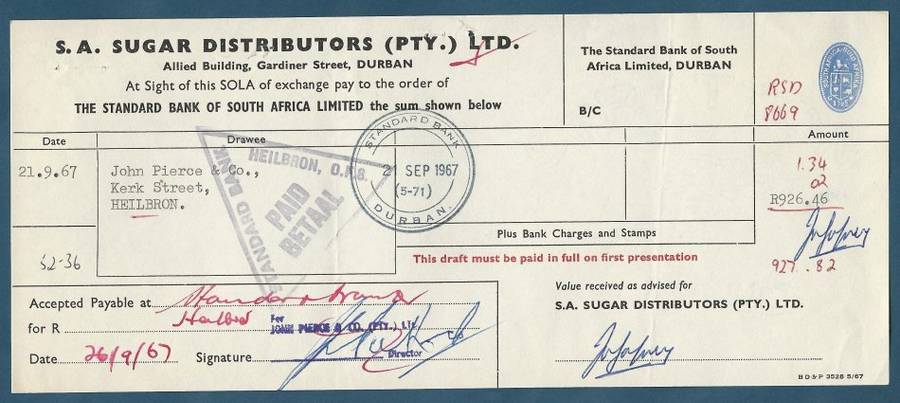 S.A. SUGAR DISTRIBUTORS (PTY.) LTD.
Allied Building, Gardiner Street, DURBAN
At Sight of this SOLA of exchange pay to the order of
THE STANDARD BANK OF SOUTH AFRICA LIMITED the sum shown below
The Standard Bank of South
Africa Limited, DURBAN
B/C
RSD
8669
Date
Drawee
Amount
21.9.67
John Pierce & Co.,
Kerk Street,
HEILBRON.
STANDARD BANK
HEILBRON, O.F.S.
PAID
BETAAL
STANDARD BANK
21 SEP 1967
(5-71)
DURBAN.
1.34
02
R926.46
927.82
Plus Bank Charges and Stamps
This draft must be paid in full on first presentation
52-36
Accepted Payable at
for R
For
JOHN PIERCE & CO. (PTY.) Ltd.
Date 26/9/67 Signature
Director
Value received as advised for
S.A. SUGAR DISTRIBUTORS (PTY.) LTD.
BD&P 3528 5/67